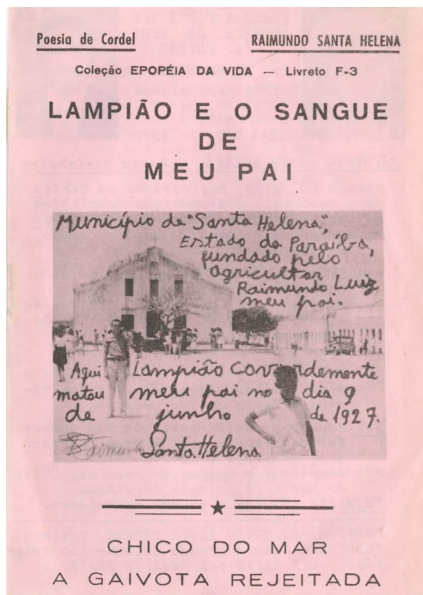 Poesia de Cordel
RAIMUNDO SANTA HELENA
Coleção EPOPÉIA DA VIDA — Livreto F-3
LAMPIÃO E O SANGUE
DE
MEU PAI
Município de "Santa Helena",
Estado da Paraíba,
fundado pelo
agricultor
Raimundo Luiz
meu pai.
Aqui Lampião covardemente
matou meu pai no dia 9
de junho de 1927.
Raimundo Santa Helena
CHICO DO MAR
A GAIVOTA REJEITADA